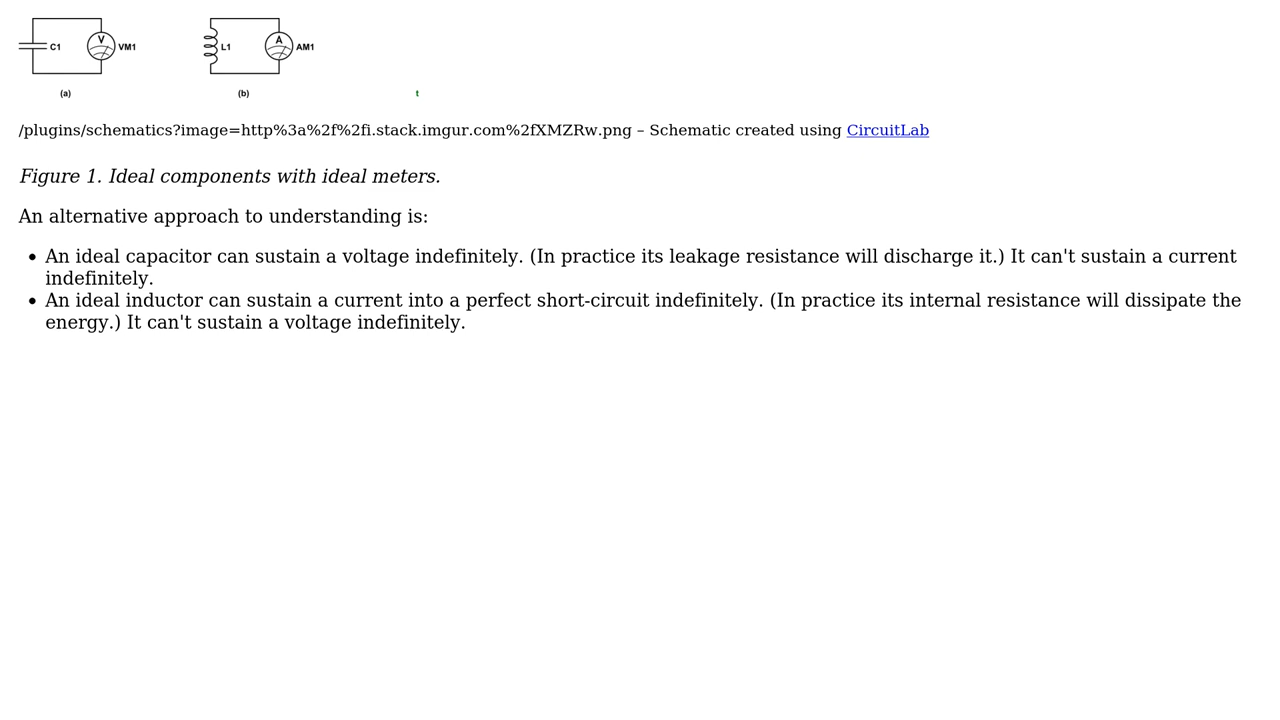 V
C1
VM1
L1
A
AM1
(a)
(b)
t
/plugins/schematics?image=http%3a%2f%2fi.stack.imgur.com%2fXMZRw.png – Schematic created using CircuitLab
Figure 1. Ideal components with ideal meters.
An alternative approach to understanding is:
• An ideal capacitor can sustain a voltage indefinitely. (In practice its leakage resistance will discharge it.) It can't sustain a current
indefinitely.
• An ideal inductor can sustain a current into a perfect short-circuit indefinitely. (In practice its internal resistance will dissipate the
energy.) It can't sustain a voltage indefinitely.